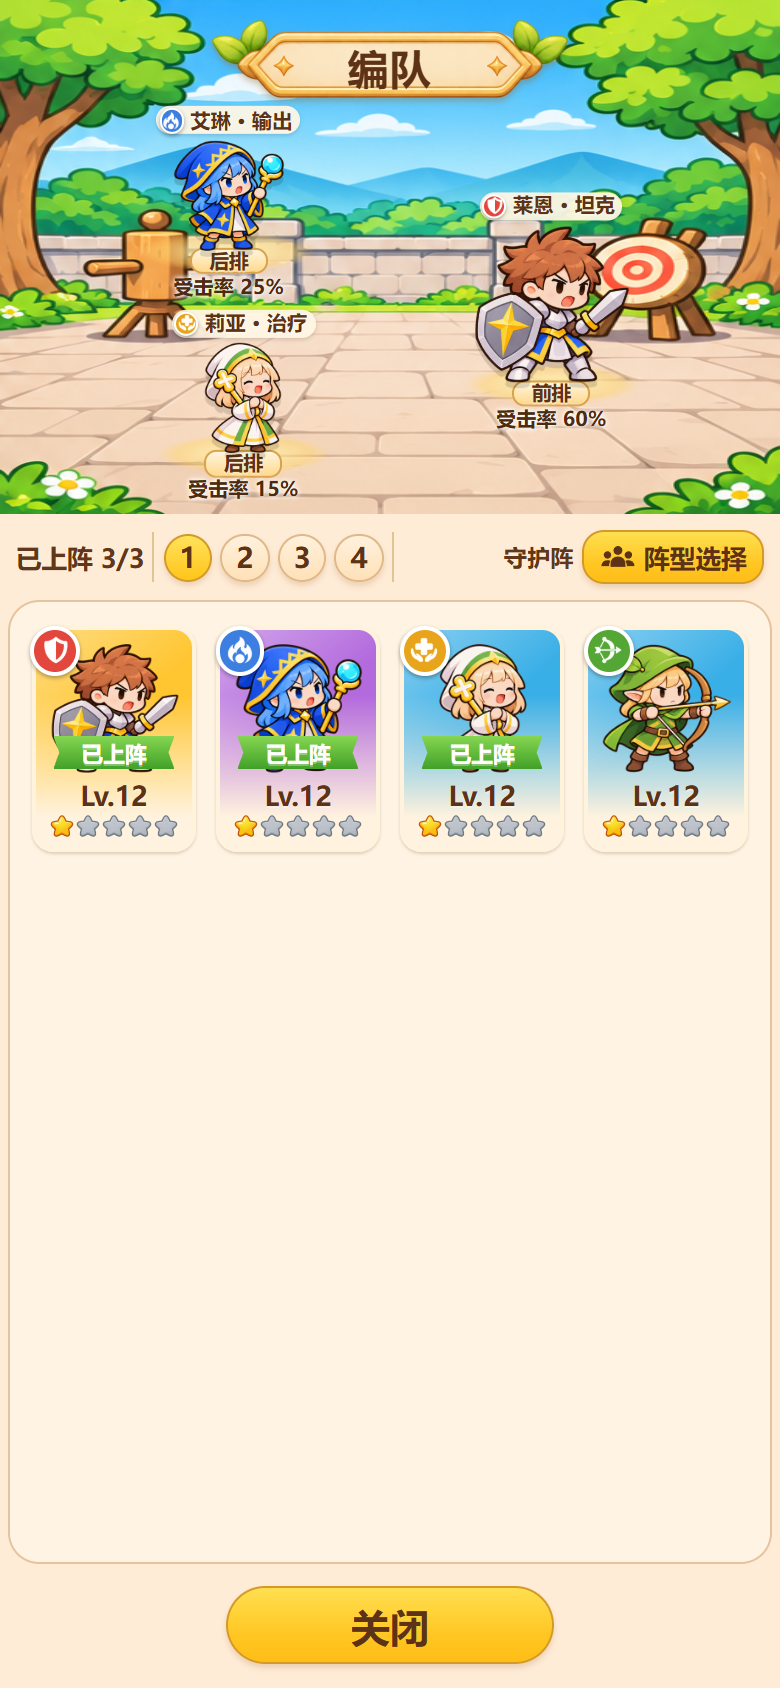 编队
艾琳·输出
后排
受击率 25%
莱恩·坦克
前排
受击率 60%
莉亚·治疗
后排
受击率 15%
已上阵 3/3 1 2 3 4 守护阵 阵型选择
已上阵 已上阵 已上阵
Lv.12 Lv.12 Lv.12 Lv.12
关闭